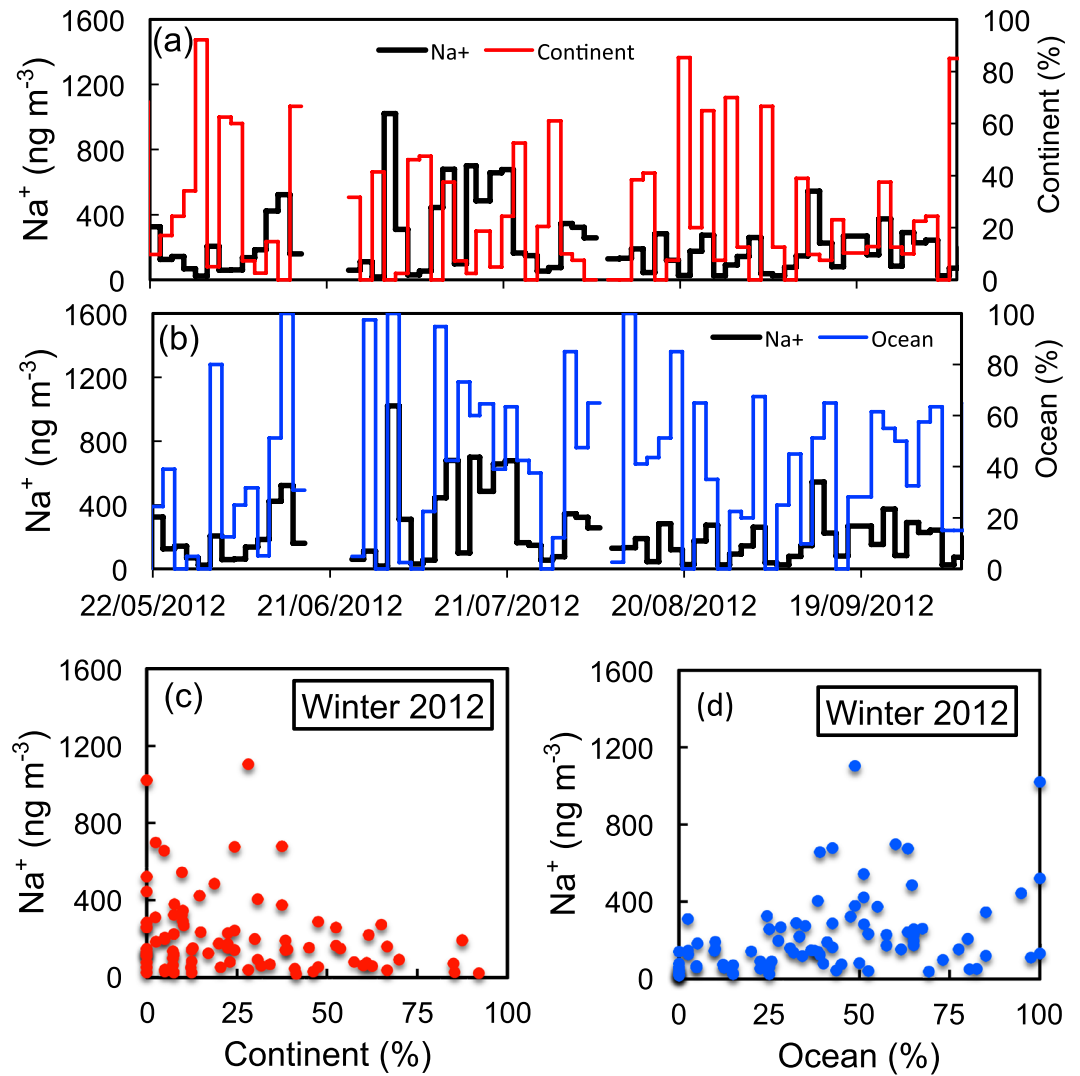 (a)
Na+ Continent
1600
1200
800
400
0
Na⁺ (ng m⁻³)
100
80
60
40
20
0
Continent (%)
(b)
Na+ Ocean
1600
1200
800
400
0
Na⁺ (ng m⁻³)
100
80
60
40
20
0
Ocean (%)
22/05/2012 21/06/2012 21/07/2012 20/08/2012 19/09/2012
(c)
Winter 2012
1600
1200
800
400
0
Na⁺ (ng m⁻³)
0 25 50 75 100
Continent (%)
(d)
Winter 2012
1600
1200
800
400
0
Na⁺ (ng m⁻³)
0 25 50 75 100
Ocean (%)